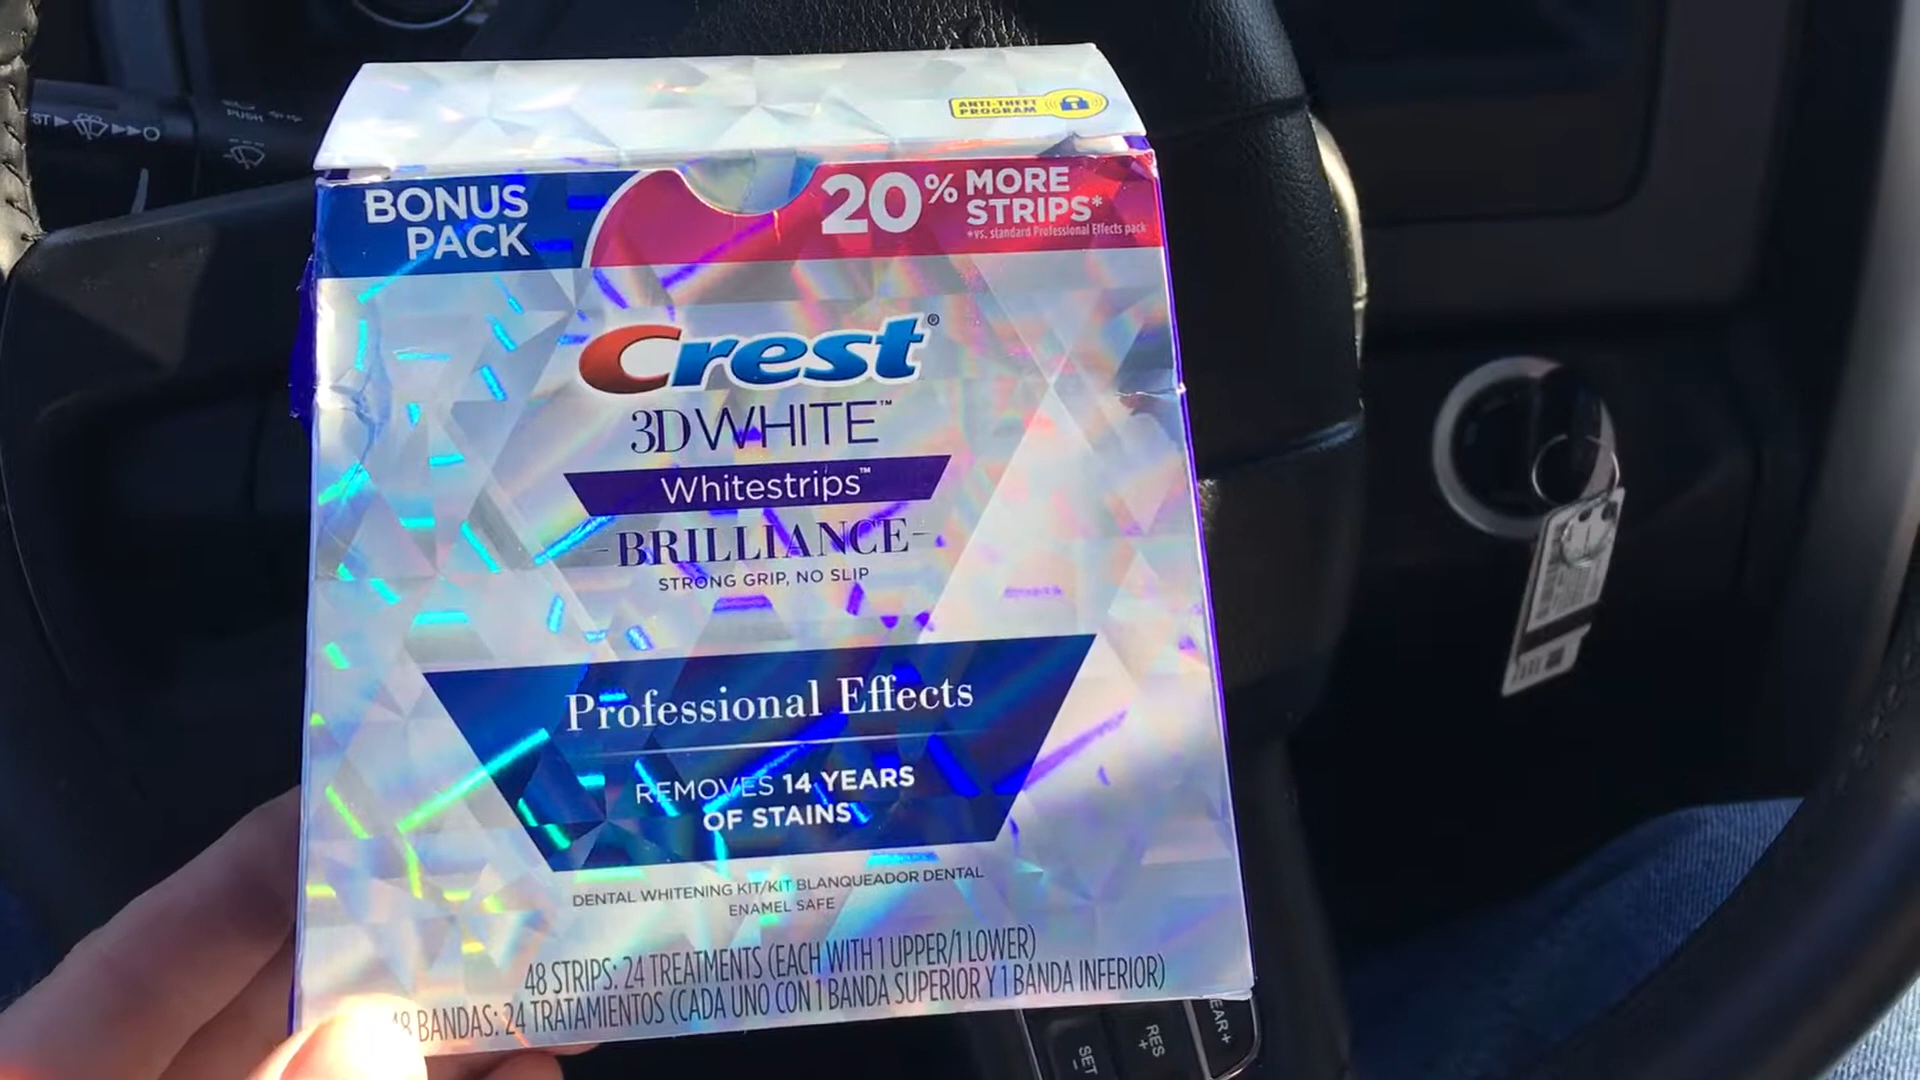 ANTI-THEFT
PROGRAM
BONUS
PACK
20% MORE
STRIPS*
*vs. standard Professional Effects pack
Crest®
3DWHITE™
Whitestrips™
-BRILLIANCE-
STRONG GRIP, NO SLIP
Professional Effects
REMOVES 14 YEARS
OF STAINS
DENTAL WHITENING KIT/KIT BLANQUEADOR DENTAL
ENAMEL SAFE
48 STRIPS: 24 TREATMENTS (EACH WITH 1 UPPER/1 LOWER)
48 BANDAS: 24 TRATAMIENTOS (CADA UNO CON 1 BANDA SUPERIOR Y 1 BANDA INFERIOR)
PUSH
SET
-
RES
+